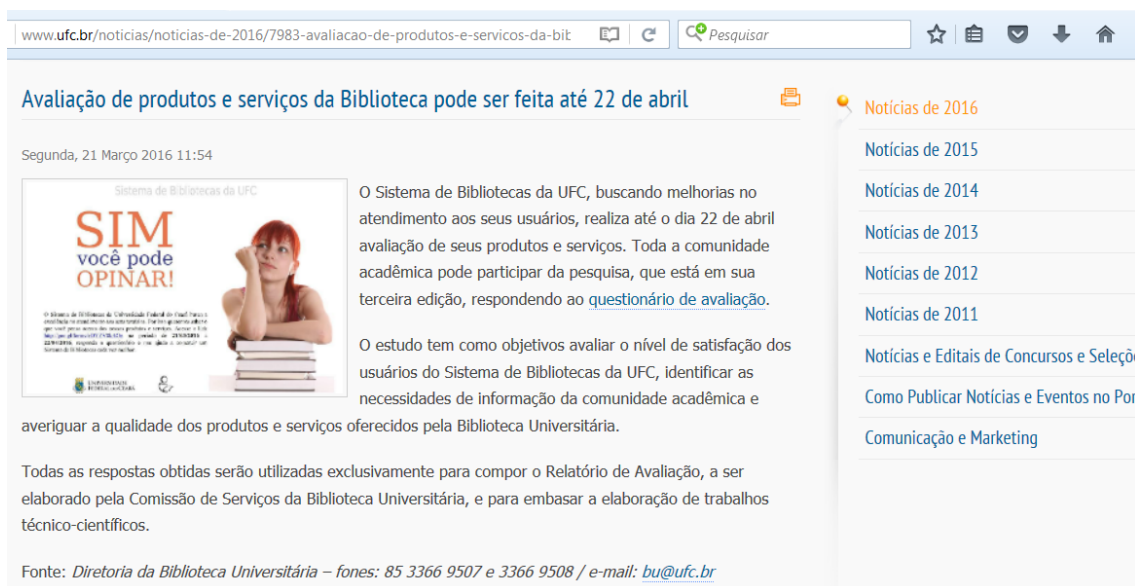 www.ufc.br/noticias/noticias-de-2016/7983-avaliacao-de-produtos-e-servicos-da-bib
Pesquisar
Avaliação de produtos e serviços da Biblioteca pode ser feita até 22 de abril
Segunda, 21 Março 2016 11:54
Sistema de Bibliotecas da UFC
SIM
você pode
OPINAR!
UNIVERSIDADE
FEDERAL DO CEARÁ
O Sistema de Bibliotecas da UFC, buscando melhorias no
atendimento aos seus usuários, realiza até o dia 22 de abril
avaliação de seus produtos e serviços. Toda a comunidade
acadêmica pode participar da pesquisa, que está em sua
terceira edição, respondendo ao questionário de avaliação.
O estudo tem como objetivos avaliar o nível de satisfação dos
usuários do Sistema de Bibliotecas da UFC, identificar as
necessidades de informação da comunidade acadêmica e
averiguar a qualidade dos produtos e serviços oferecidos pela Biblioteca Universitária.
Todas as respostas obtidas serão utilizadas exclusivamente para compor o Relatório de Avaliação, a ser
elaborado pela Comissão de Serviços da Biblioteca Universitária, e para embasar a elaboração de trabalhos
técnico-científicos.
Fonte: Diretoria da Biblioteca Universitária – fones: 85 3366 9507 e 3366 9508 / e-mail: bu@ufc.br
Notícias de 2016
Notícias de 2015
Notícias de 2014
Notícias de 2013
Notícias de 2012
Notícias de 2011
Notícias e Editais de Concursos e Seleçõ
Como Publicar Notícias e Eventos no Por
Comunicação e Marketing